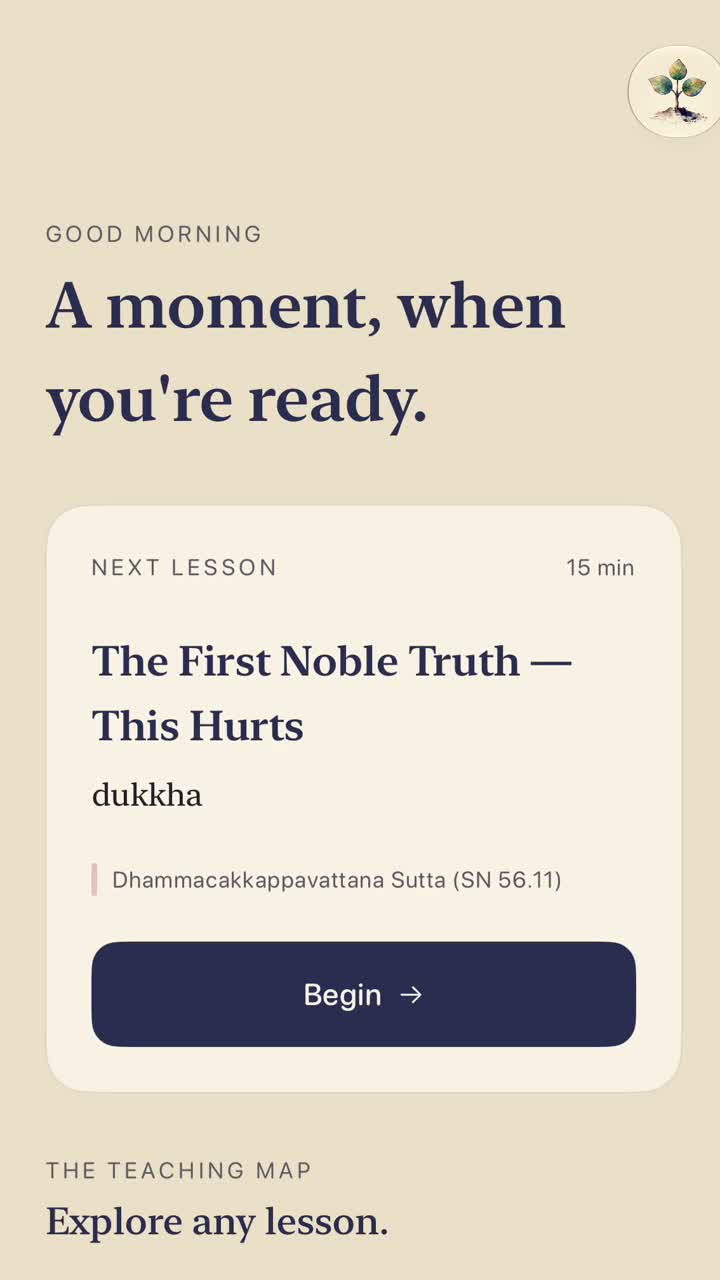 GOOD MORNING
A moment, when
you're ready.
NEXT LESSON
15 min
The First Noble Truth —
This Hurts
dukkha
Dhammacakkappavattana Sutta (SN 56.11)
Begin →
THE TEACHING MAP
Explore any lesson.